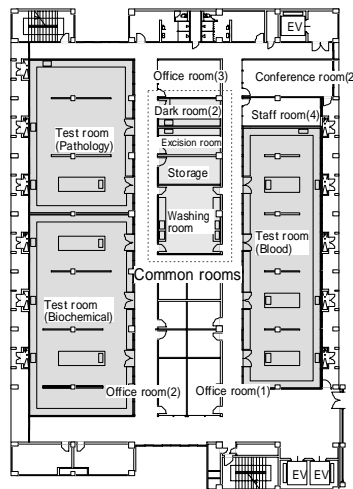 EV
Office room(3)
Conference room(2
Dark room(2)
Staff room(4)
Test room
(Pathology)
Excision room
Storage
Washing
room
Test room
(Blood)
Common rooms
Test room
(Biochemical)
Office room(2)
Office room(1)
EV
EV